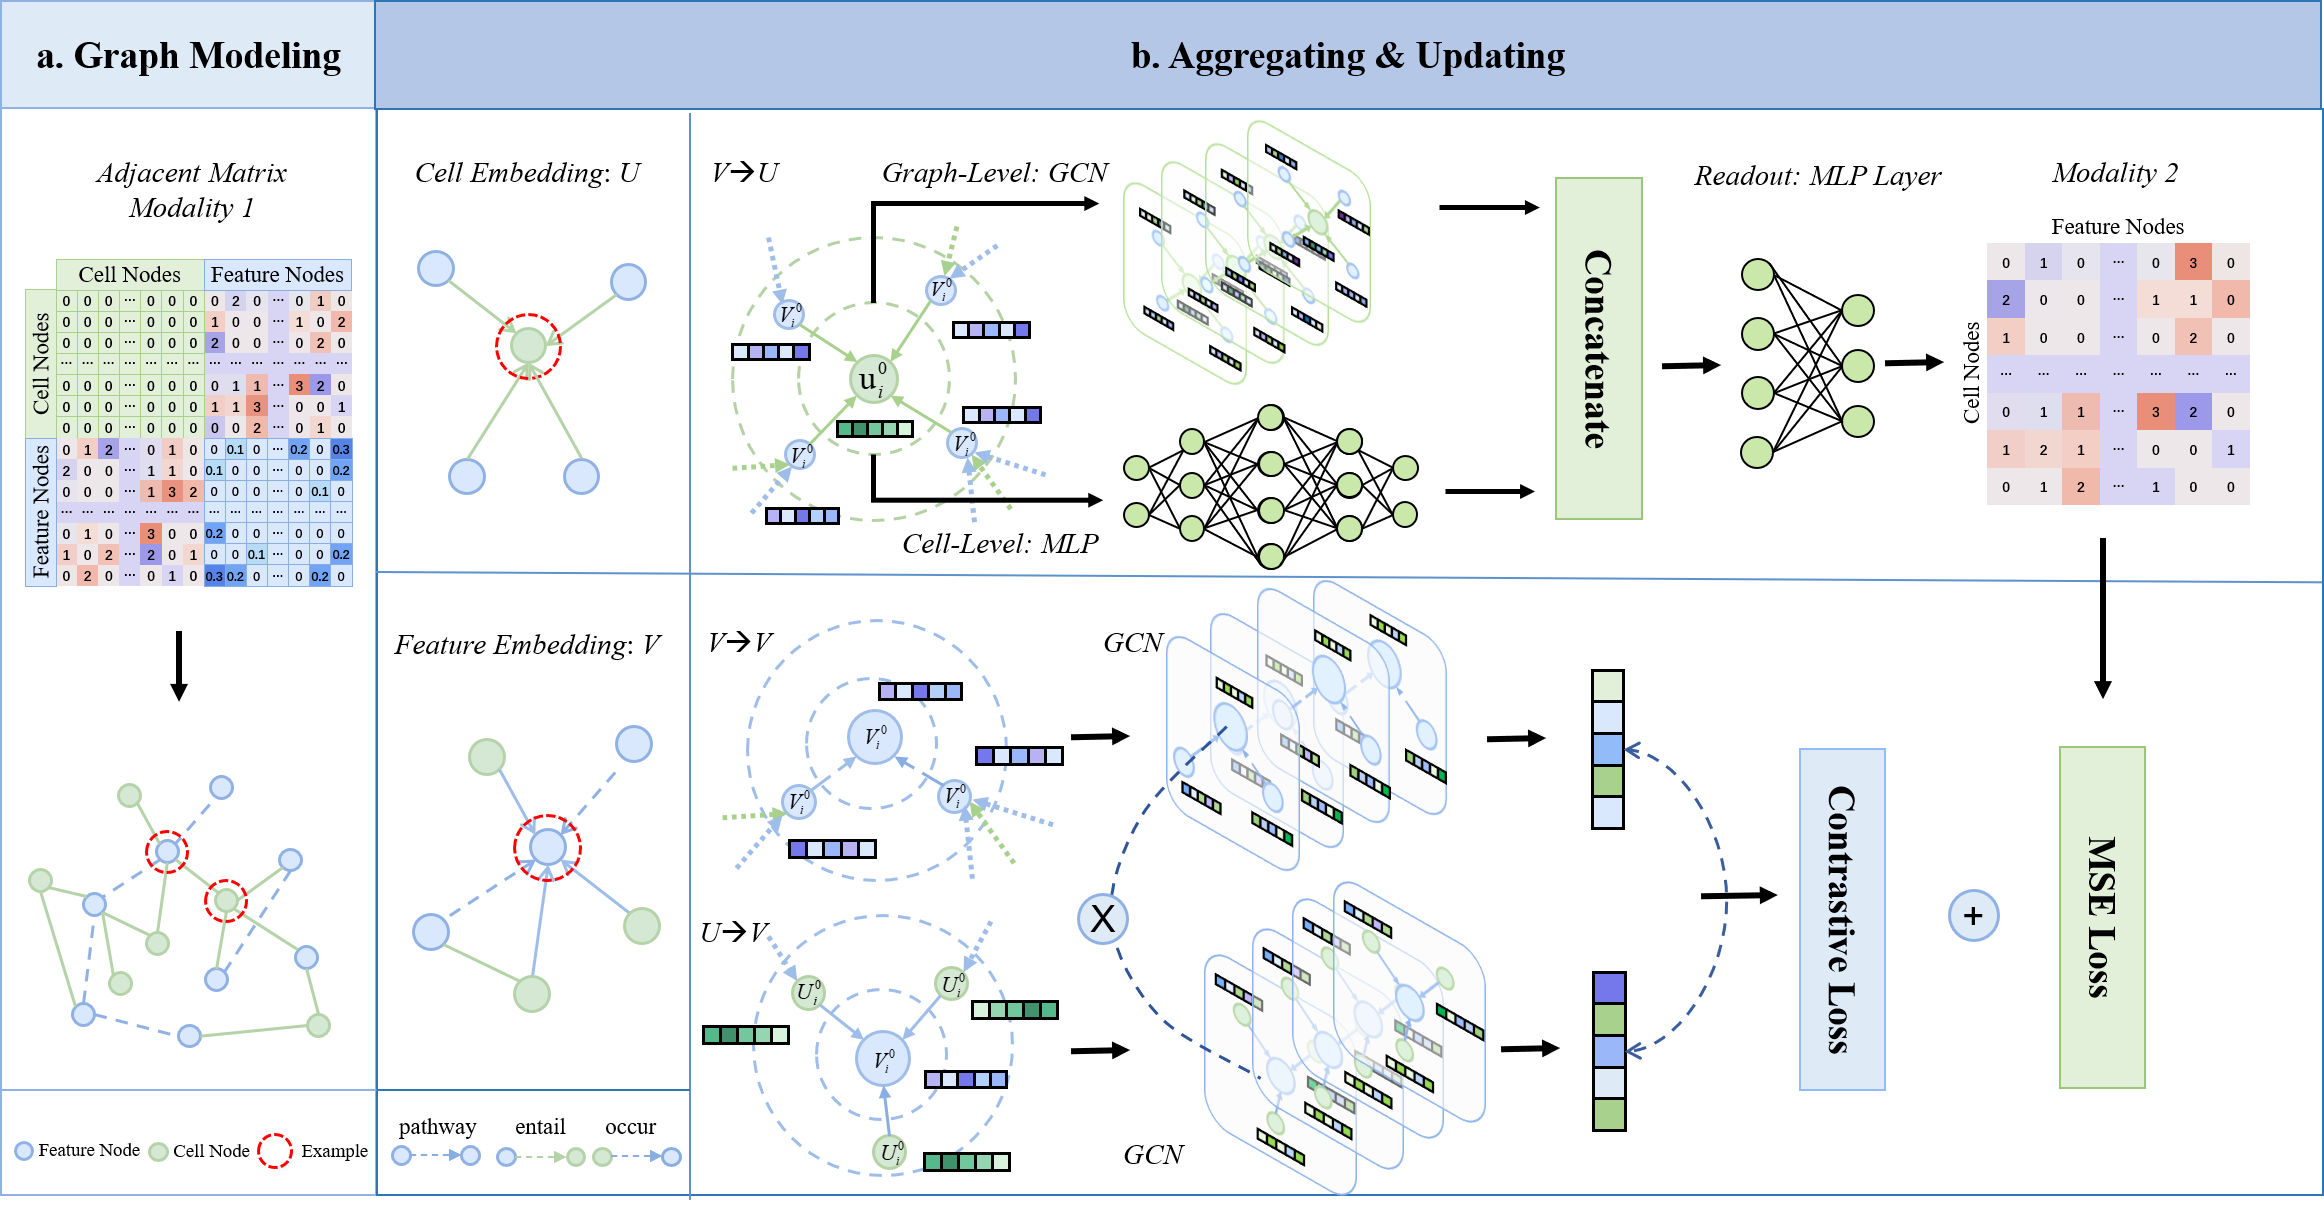 a. Graph Modeling
b. Aggregating & Updating
Adjacent Matrix
Modality 1
Cell Nodes Feature Nodes
Cell Nodes
Feature Nodes
0 0 0 ... 0 0 0 0 2 0 ... 0 1 0
0 0 0 ... 0 0 0 1 0 0 ... 1 0 2
0 0 0 ... 0 0 0 2 0 0 ... 0 2 0
... ... ... ... ... ... ... ... ... ... ... ... ... ...
0 0 0 ... 0 0 0 0 1 1 ... 3 2 0
0 0 0 ... 0 0 0 1 1 3 ... 0 0 1
0 0 0 ... 0 0 0 0 0 2 ... 0 1 0
0 1 2 ... 0 1 0 0 0.1 0 ... 0.2 0 0.3
2 0 0 ... 1 1 0 0.1 0 0 ... 0 0 0.2
0 0 0 ... 1 3 2 0 0 0 ... 0 0.1 0
... ... ... ... ... ... ... ... ... ... ... ... ... ...
0 1 0 ... 3 0 0 0.2 0 0 ... 0 0 0
1 0 2 ... 2 0 1 0 0 0.1 ... 0 0 0.2
0 2 0 ... 0 1 0 0.3 0.2 0 ... 0 0.2 0
Feature Node Cell Node Example
Cell Embedding: U
Feature Embedding: V
pathway entail occur
V→U
Graph-Level: GCN
V_i^0
V_i^0
u_i^0
V_i^0
V_i^0
Cell-Level: MLP
Concatenate
Readout: MLP Layer
Modality 2
Feature Nodes
Cell Nodes
0 1 0 ... 0 3 0
2 0 0 ... 1 1 0
1 0 0 ... 0 2 0
... ... ... ... ... ... ...
0 1 1 ... 3 2 0
1 2 1 ... 0 0 1
0 1 2 ... 1 0 0
V→V
GCN
V_i^0
V_i^0
V_i^0
X
U→V
U_i^0
U_i^0
V_i^0
U_i^0
GCN
Contrastive Loss
+
MSE Loss